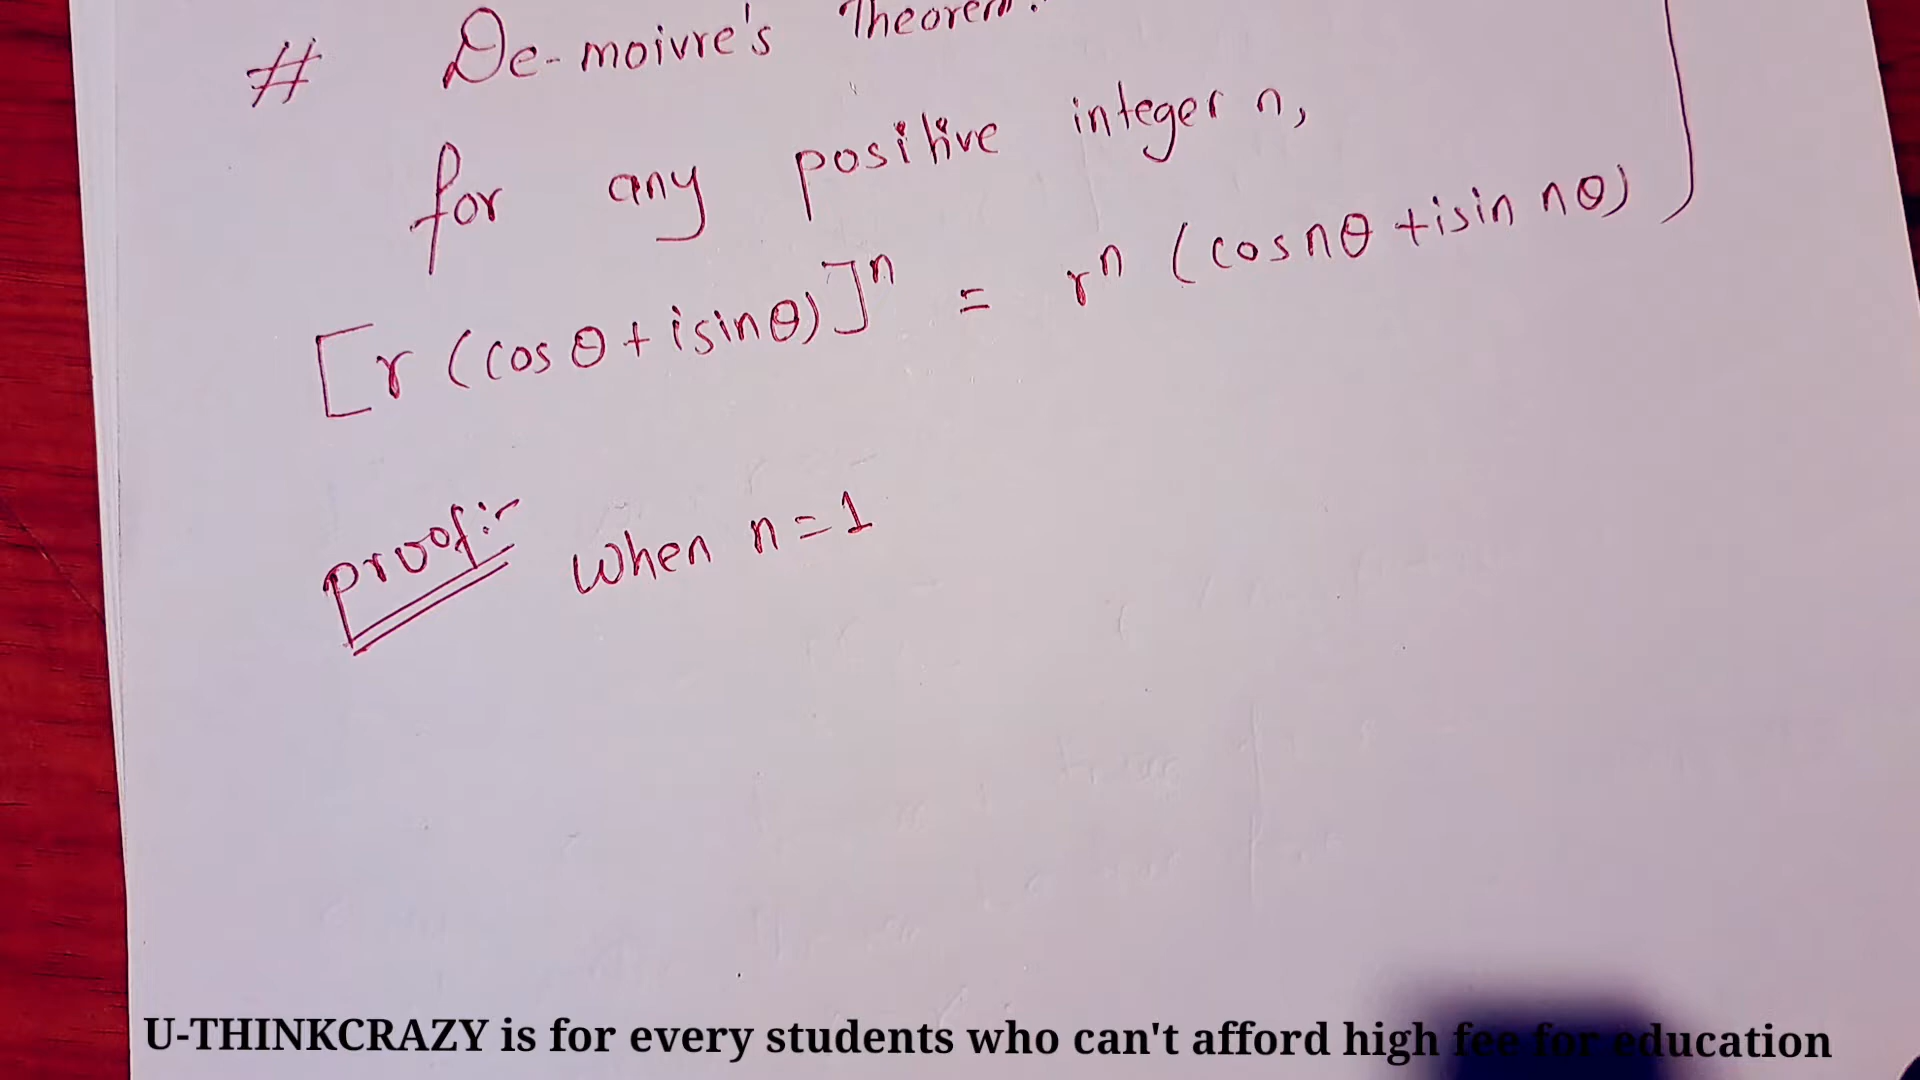 # De-moivre's Theorem.
for any positive integer n,
[r (cos θ + i sin θ)]ⁿ = rⁿ (cos nθ + i sin nθ)
proof:- When n = 1
U-THINKCRAZY is for every students who can't afford high fee for education